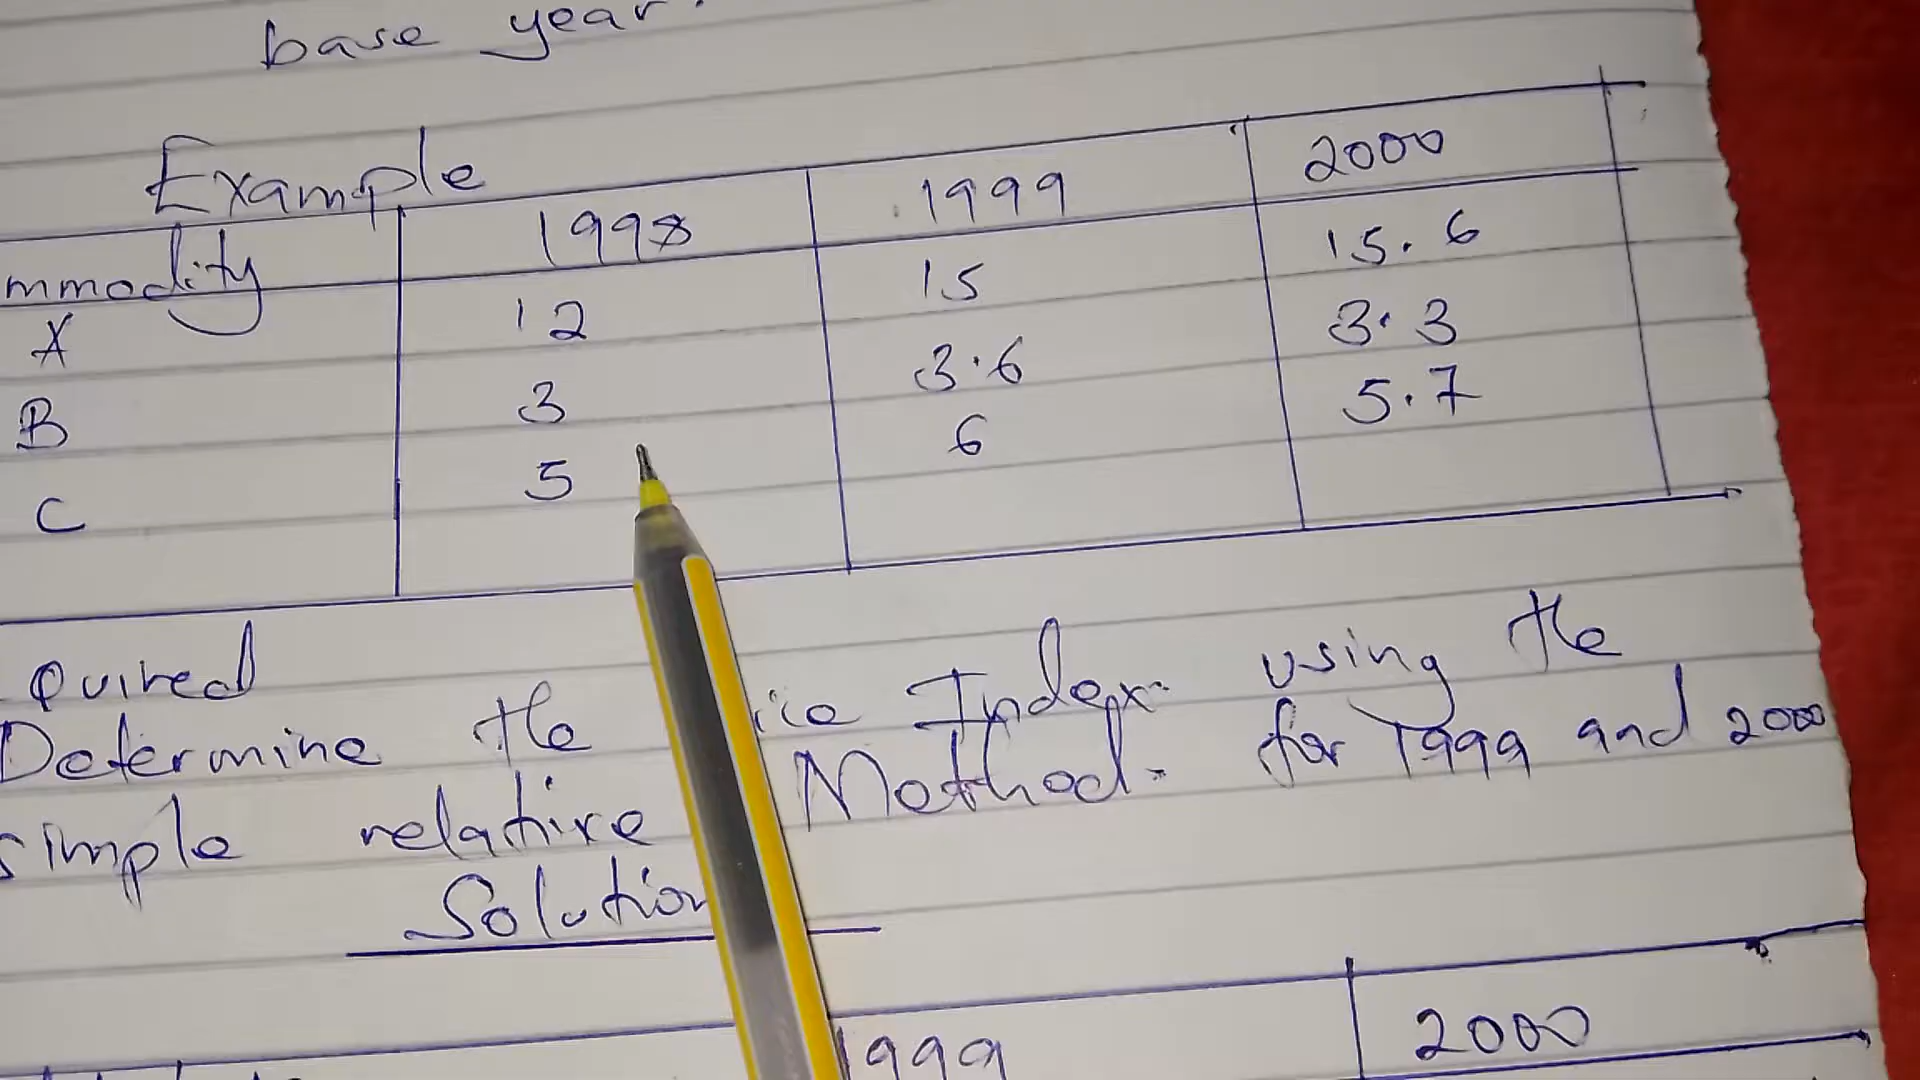 base year.
Example
mmodity 1998 1999 2000
A 12 15 15.6
B 3 3.6 3.3
C 5 6 5.7
quired
Determine the ice Index using the
simple relative Method. for 1999 and 2000
Solution
1999 2000